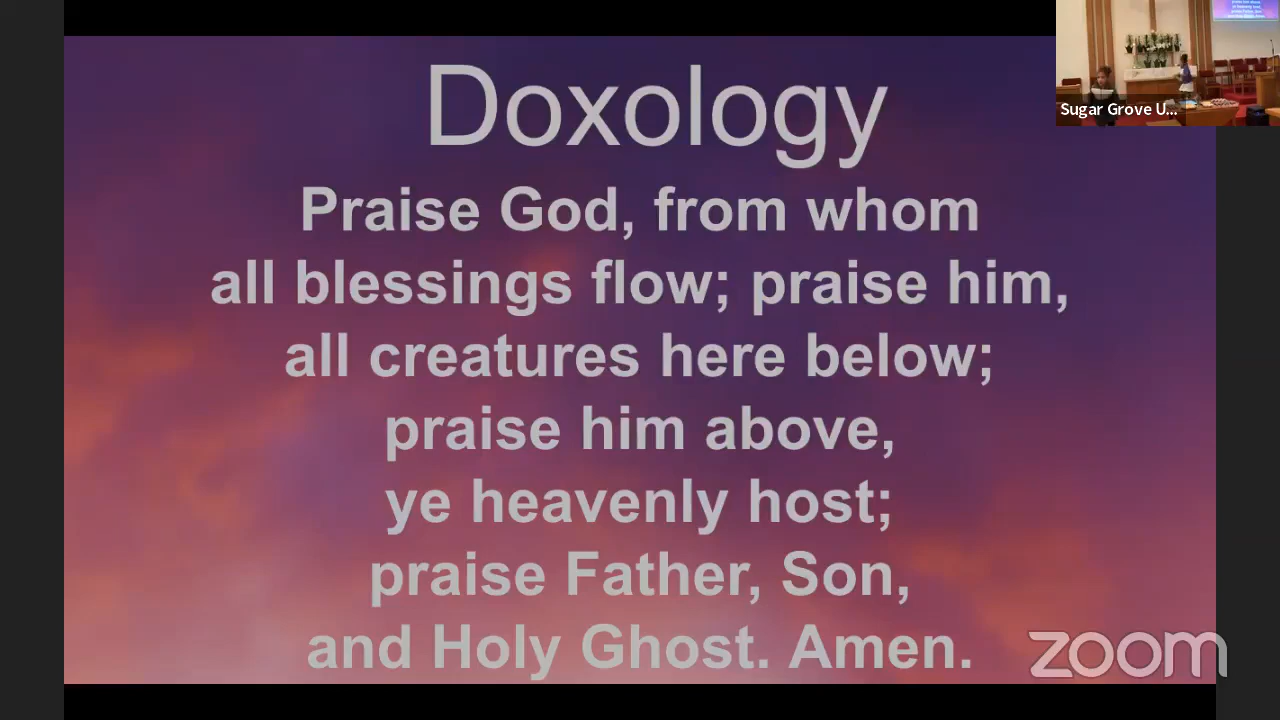 Doxology
Praise God, from whom
all blessings flow; praise him,
all creatures here below;
praise him above,
ye heavenly host;
praise Father, Son,
and Holy Ghost. Amen.
Sugar Grove U...
zoom